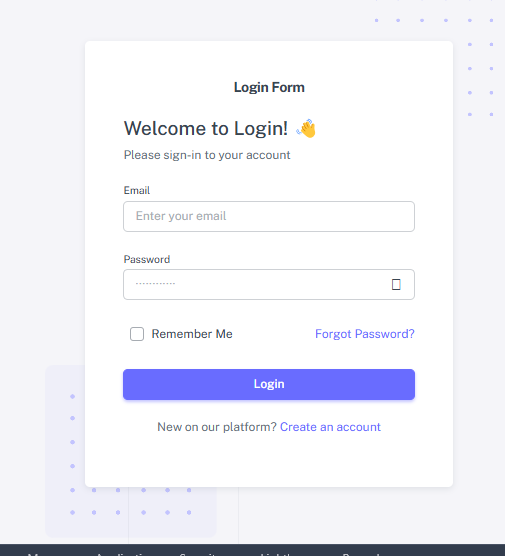 Login Form
Welcome to Login! 👋
Please sign-in to your account
Email
Enter your email
Password
············
Remember Me
Forgot Password?
Login
New on our platform? Create an account